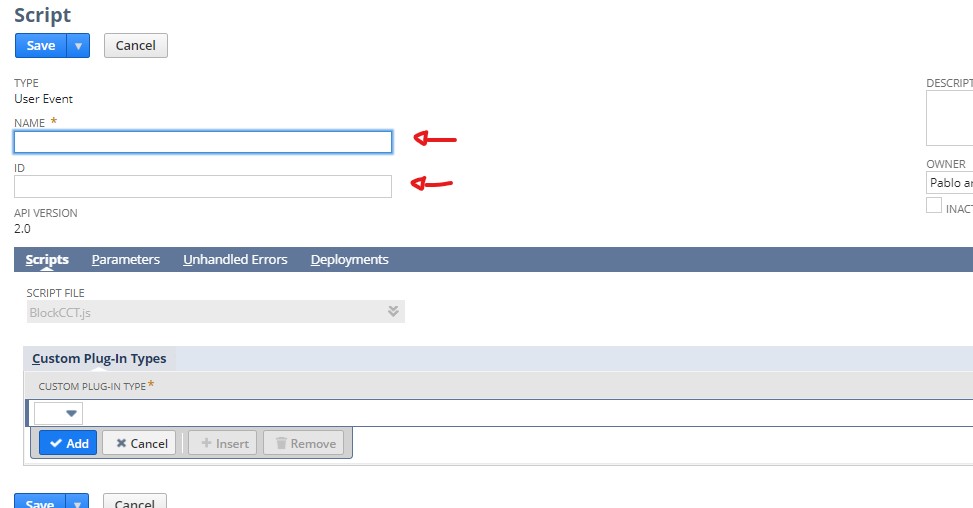 Script
Save Cancel
TYPE
User Event
NAME *
ID
API VERSION
2.0
DESCRIPT
OWNER
Pablo ar
INACT
Scripts Parameters Unhandled Errors Deployments
SCRIPT FILE
BlockCCT.js
Custom Plug-In Types
CUSTOM PLUG-IN TYPE *
Add Cancel Insert Remove
Save Cancel